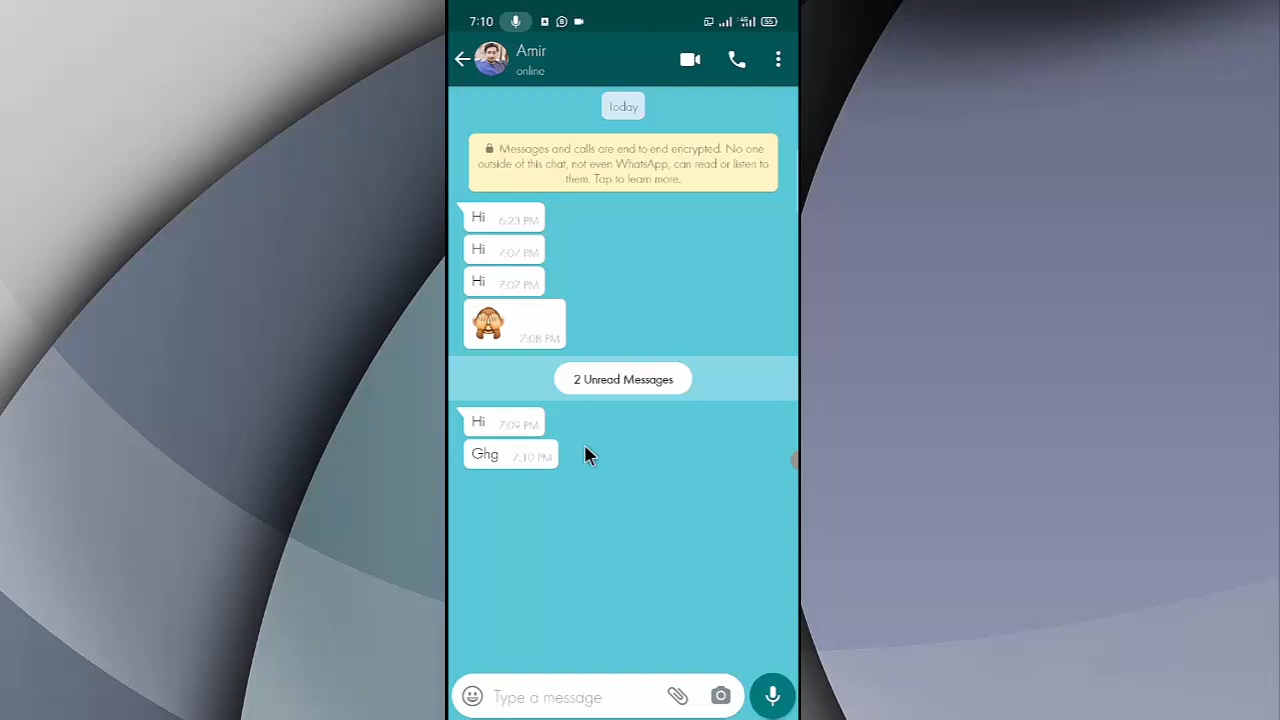 7:10
55
Amir
online
Today
Messages and calls are end-to-end encrypted. No one
outside of this chat, not even WhatsApp, can read or listen to
them. Tap to learn more.
Hi 6:23 PM
Hi 7:07 PM
Hi 7:07 PM
7:08 PM
2 Unread Messages
Hi 7:09 PM
Ghg 7:10 PM
Type a message